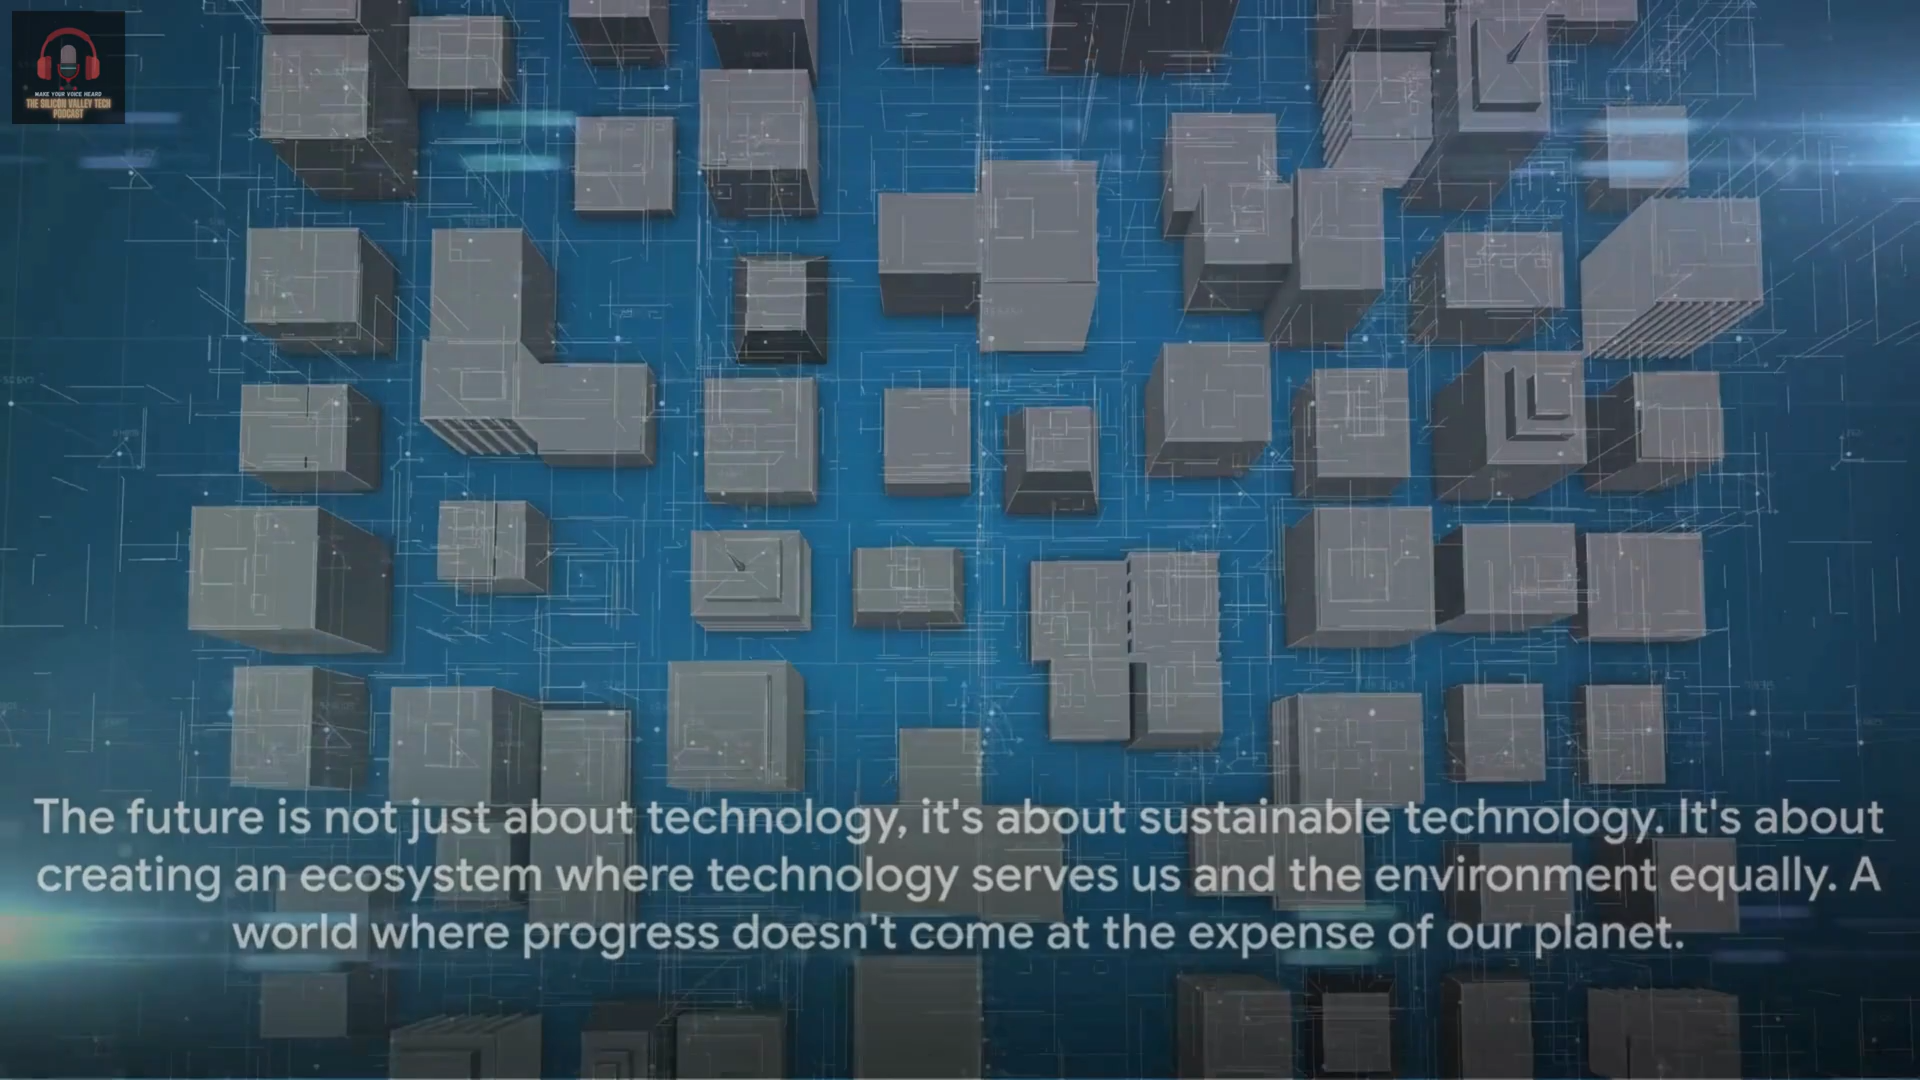 MAKE YOUR VOICE HEARD
THE SILICON VALLEY TECH
PODCAST
The future is not just about technology, it's about sustainable technology. It's about
creating an ecosystem where technology serves us and the environment equally. A
world where progress doesn't come at the expense of our planet.